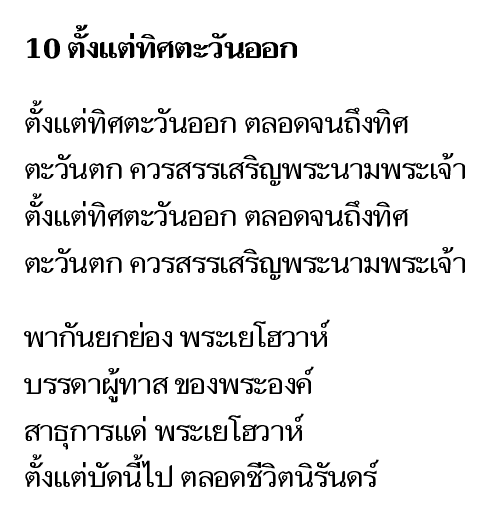 10 ตั้งแต่ทิศตะวันออก
ตั้งแต่ทิศตะวันออก ตลอดจนถึงทิศ
ตะวันตก ควรสรรเสริญพระนามพระเจ้า
ตั้งแต่ทิศตะวันออก ตลอดจนถึงทิศ
ตะวันตก ควรสรรเสริญพระนามพระเจ้า
พากันยกย่อง พระเยโฮวาห์
บรรดาผู้ทาส ของพระองค์
สาธุการแด่ พระเยโฮวาห์
ตั้งแต่บัดนี้ไป ตลอดชีวิตนิรันดร์